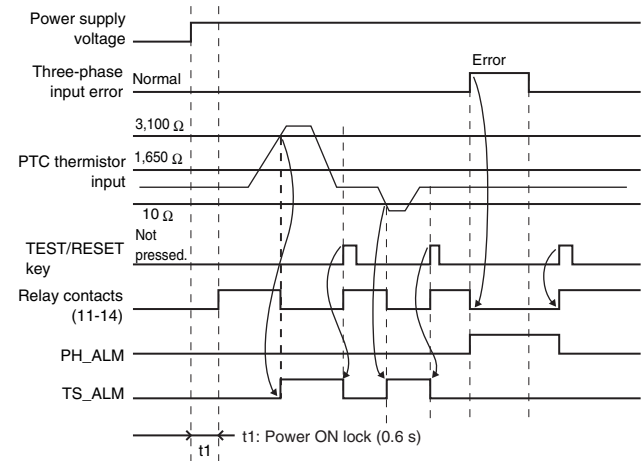 Power supply
voltage
Error
Three-phase
input error
Normal
3,100 Ω
PTC thermistor
input
1,650 Ω
10 Ω
Not
pressed.
TEST/RESET
key
Relay contacts
(11-14)
PH_ALM
TS_ALM
t1: Power ON lock (0.6 s)
t1